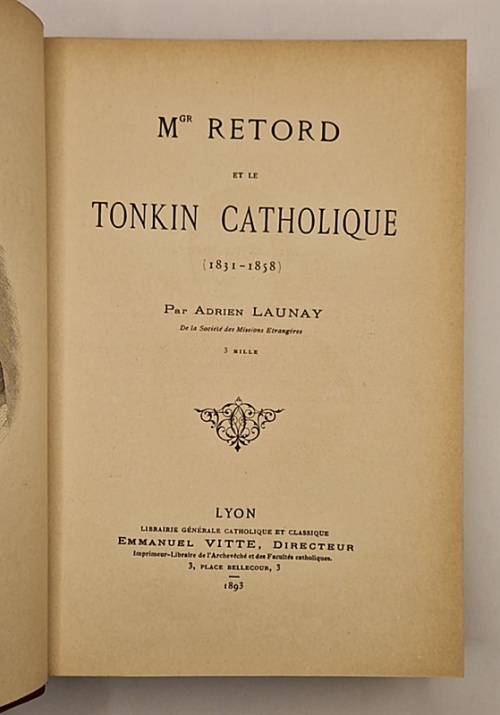 Mᴳᴿ RETORD
ET LE
TONKIN CATHOLIQUE
(1831-1858)
Par Adrien LAUNAY
De la Société des Missions Etrangères
3 MILLE
LYON
LIBRAIRIE GÉNÉRALE CATHOLIQUE ET CLASSIQUE
Emmanuel VITTE, Directeur
Imprimeur-Libraire de l'Archevêché et des Facultés catholiques.
3, PLACE BELLECOUR, 3
1893